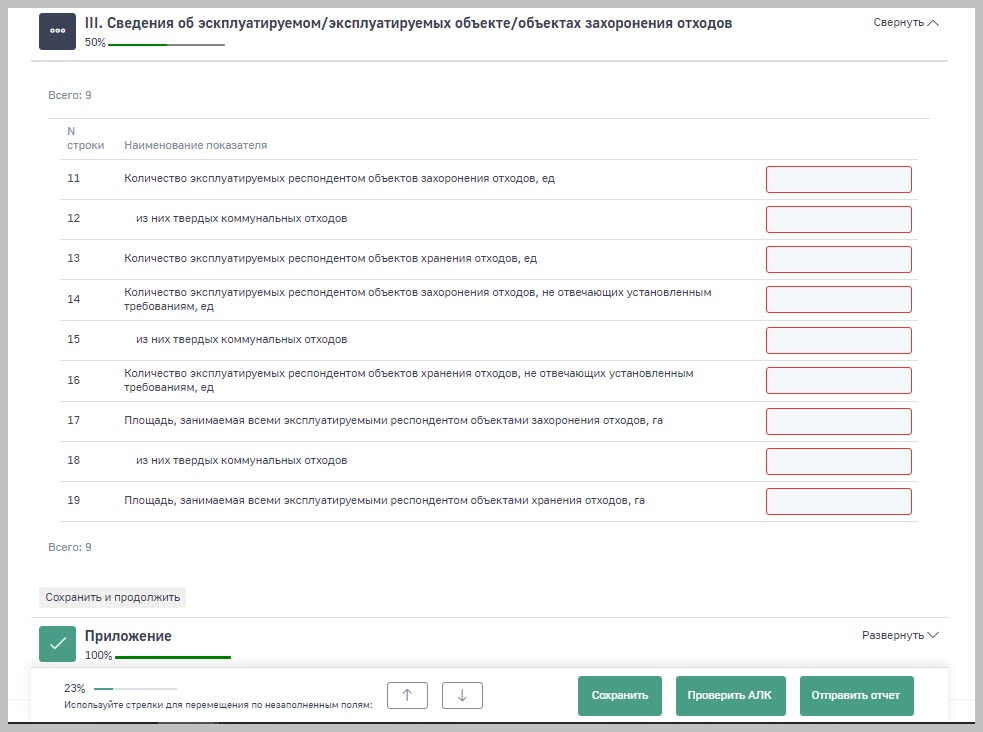 III. Сведения об эскплуатируемом/эксплуатируемых объекте/объектах захоронения отходов
Свернуть
50%
Всего: 9
N
строки
Наименование показателя
11 Количество эксплуатируемых респондентом объектов захоронения отходов, ед
12 из них твердых коммунальных отходов
13 Количество эксплуатируемых респондентом объектов хранения отходов, ед
14 Количество эксплуатируемых респондентом объектов захоронения отходов, не отвечающих установленным
требованиям, ед
15 из них твердых коммунальных отходов
16 Количество эксплуатируемых респондентом объектов хранения отходов, не отвечающих установленным
требованиям, ед
17 Площадь, занимаемая всеми эксплуатируемыми респондентом объектами захоронения отходов, га
18 из них твердых коммунальных отходов
19 Площадь, занимаемая всеми эксплуатируемыми респондентом объектами хранения отходов, га
Всего: 9
Сохранить и продолжить
Приложение
Развернуть
100%
23%
Используйте стрелки для перемещения по незаполненным полям:
Сохранить
Проверить АЛК
Отправить отчет